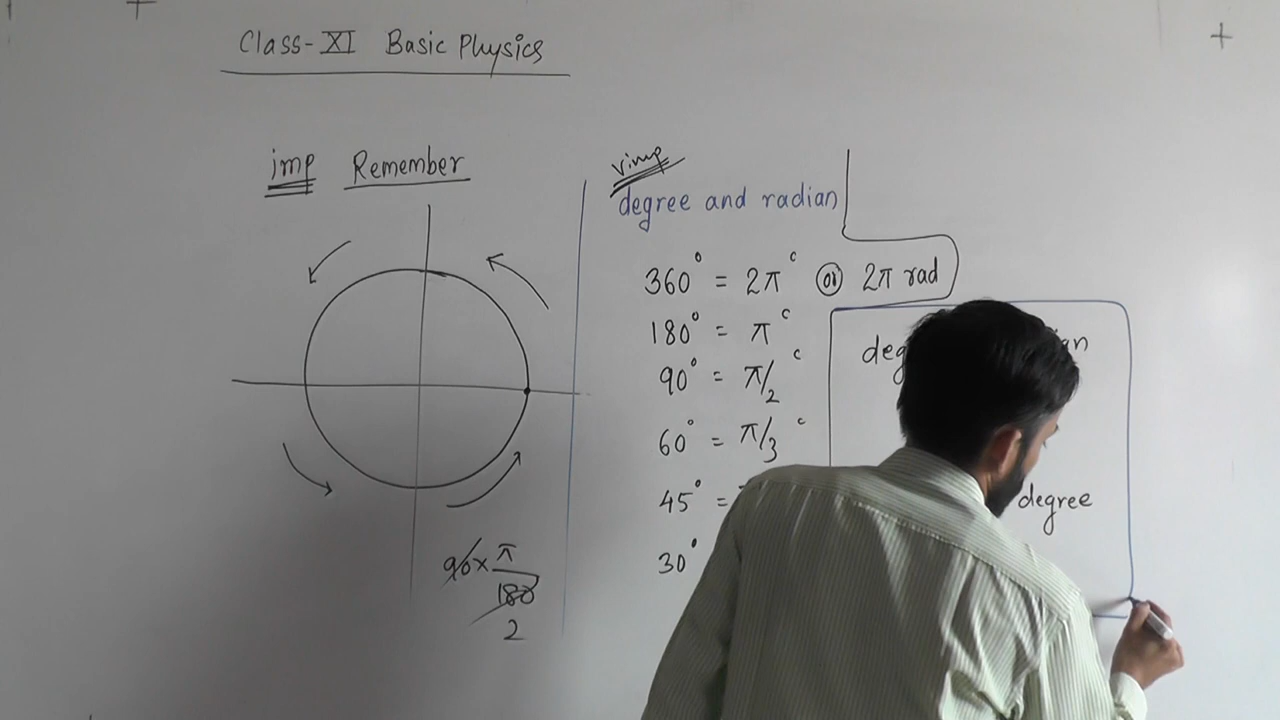 Class-XI Basic Physics
imp Remember
vimp
degree and radian
360° = 2π^c or 2π rad
180° = π^c
90° = π/2^c
60° = π/3^c
45° =
30°
degree
90 × π
180
2